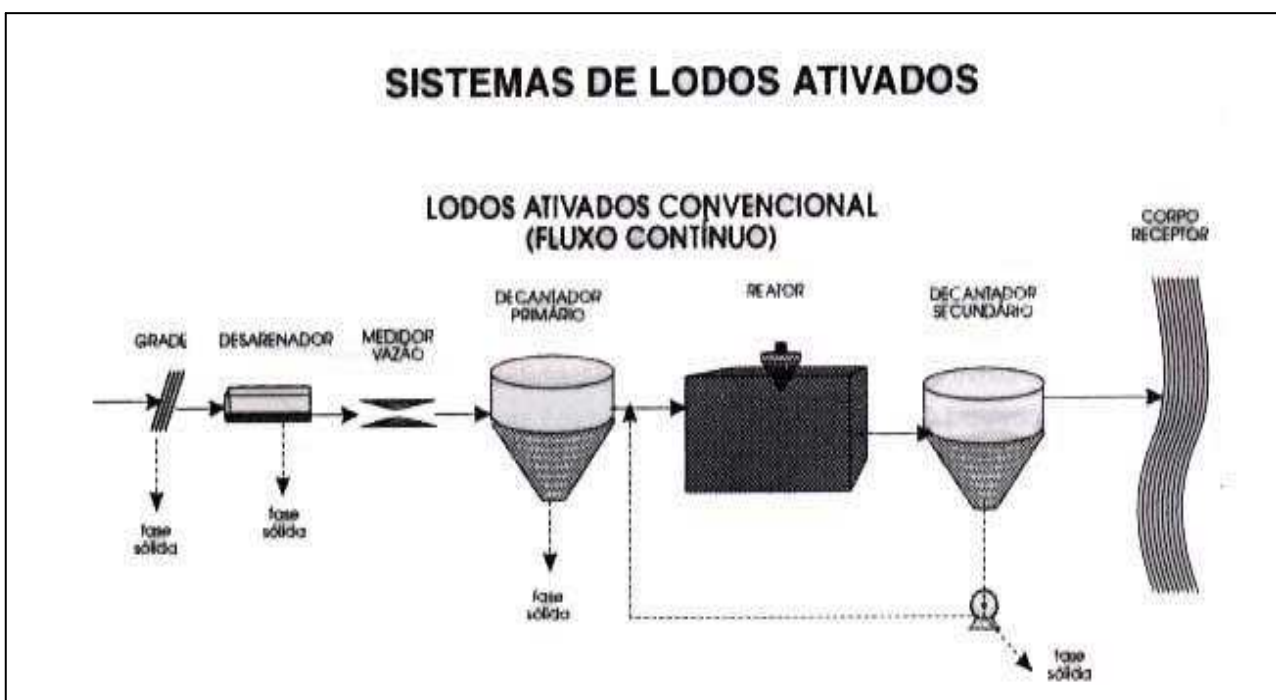 SISTEMAS DE LODOS ATIVADOS
LODOS ATIVADOS CONVENCIONAL
(FLUXO CONTÍNUO)
CORPO
RECEPTOR
DECANTADOR
PRIMÁRIO
REATOR
DECANTADOR
SECUNDÁRIO
GRADE
DESARENADOR
MEDIDOR
VAZÃO
fase
sólida
fase
sólida
fase
sólida
fase
sólida